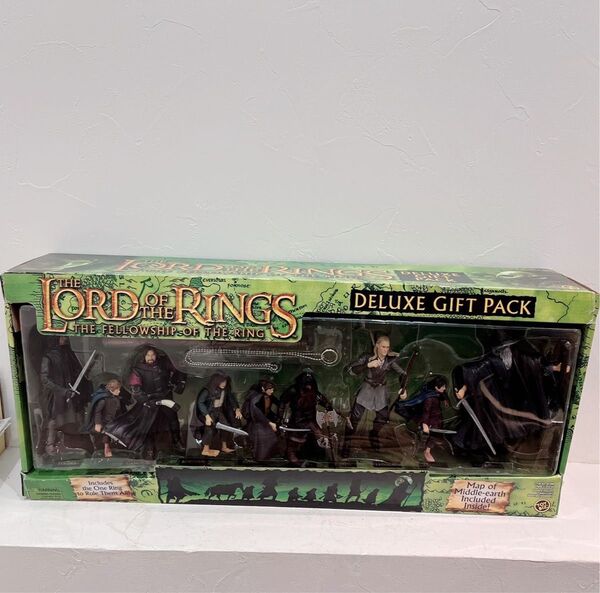 THE LORD OF THE RINGS
THE FELLOWSHIP OF THE RING
DELUXE GIFT PACK
Includes
the One Ring
to Rule Them All
WARNING:
Map of
Middle-earth
Included
Inside!